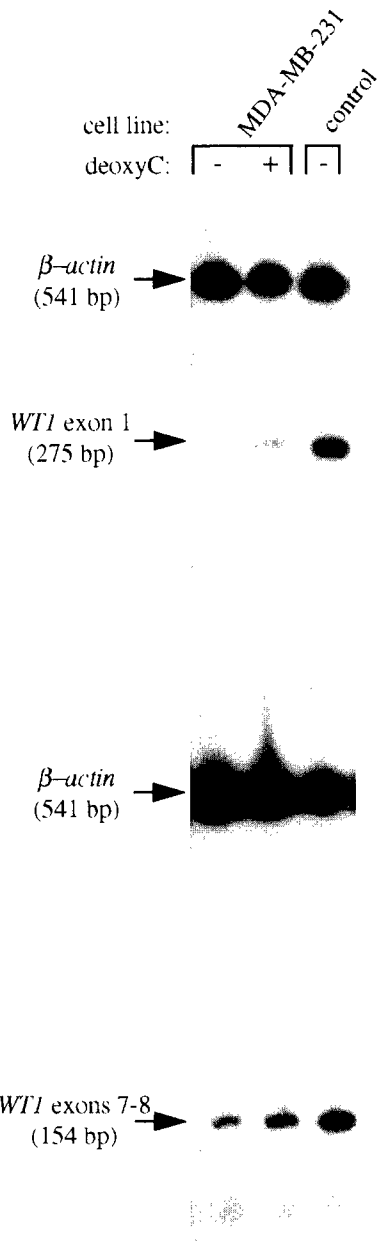 cell line: MDA-MB-231 control
deoxyC: - + -
β–actin
(541 bp)
WT1 exon 1
(275 bp)
β–actin
(541 bp)
WT1 exons 7-8
(154 bp)